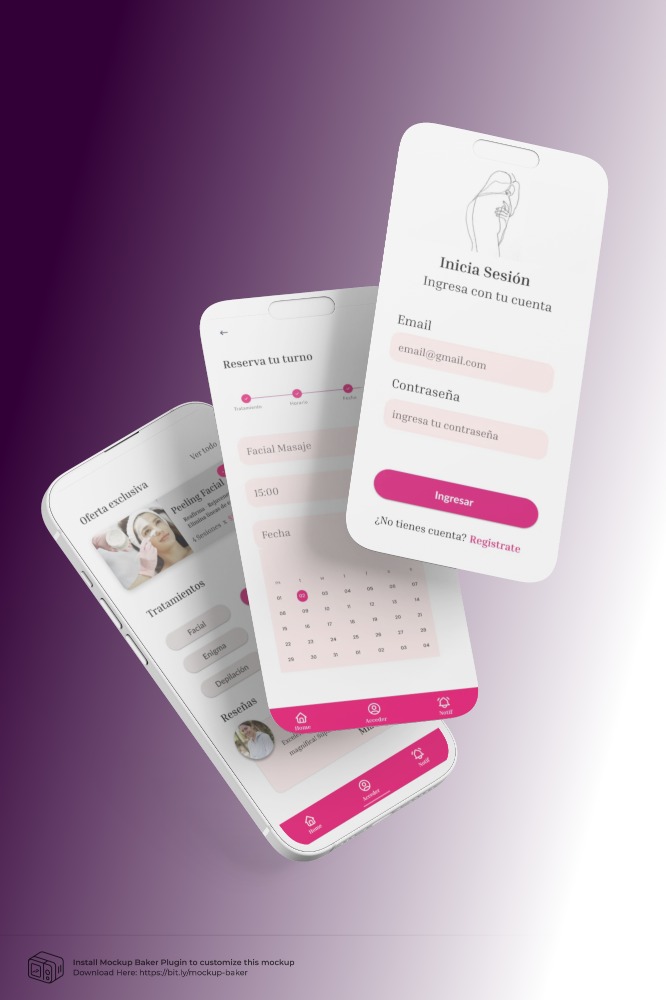 Inicia Sesión
Ingresa con tu cuenta
Email
email@gmail.com
Contraseña
ingresa tu contraseña
Ingresar
¿No tienes cuenta? Regístrate
←
Reserva tu turno
Tratamiento Horario Fecha
Facial Masaje
15:00
Fecha
01 02 03 04 05 06 07
08 09 10 11 12 13 14
15 16 17 18 19 20 21
22 23 24 25 26 27 28
29 30 31 01 02 03 04
Home Acceder Notif
Oferta exclusiva Ver todo
Peeling Facial
4 Sesiones x
Tratamientos
Facial
Enigma
Depilación
Reseñas
Home Acceder Notif
Install Mockup Baker Plugin to customize this mockup
Download Here: https://bit.ly/mockup-baker